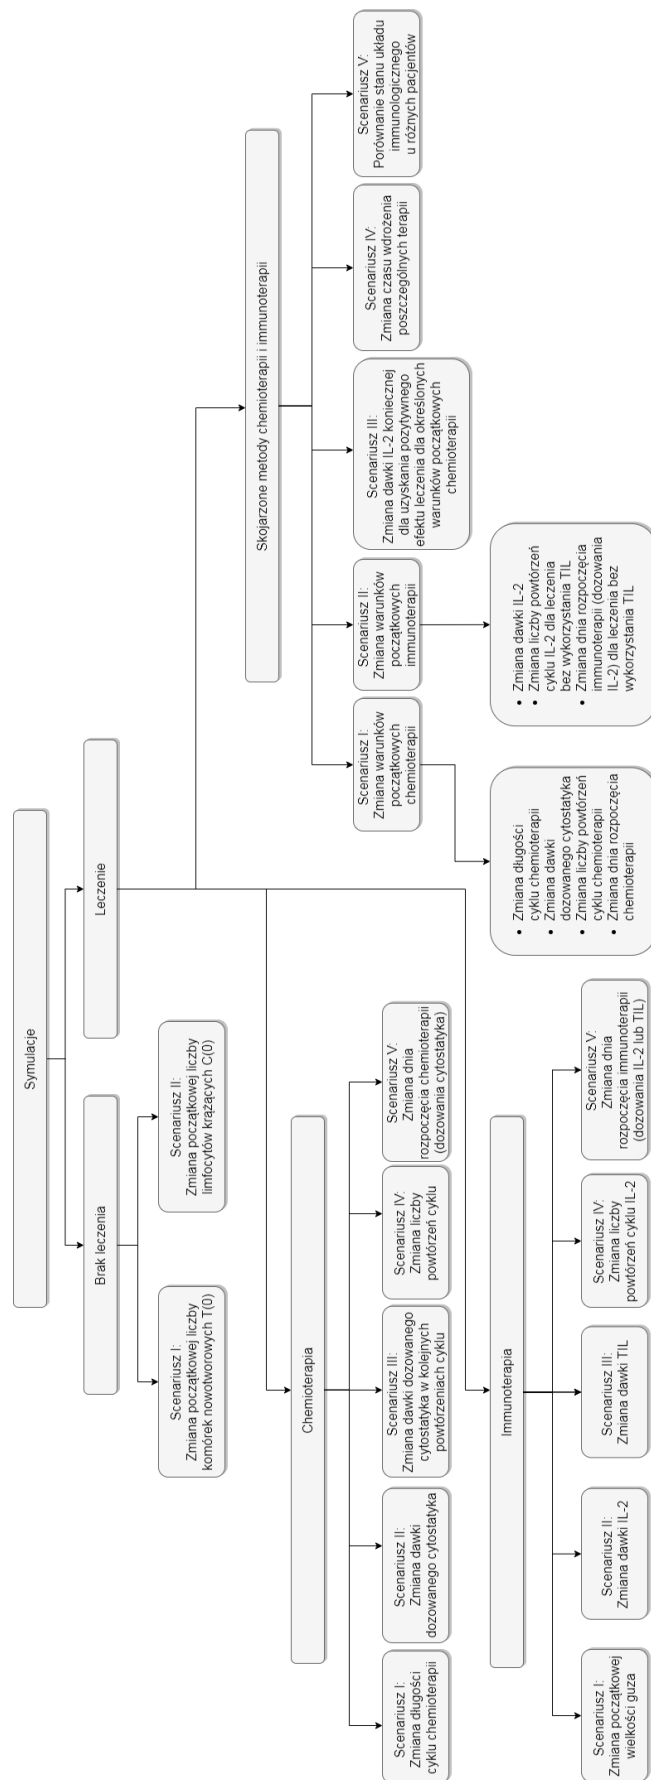 Symulacje
Brak leczenia
Leczenie
Scenariusz I:
Zmiana początkowej liczby
komórek nowotworowych T(0)
Scenariusz II:
Zmiana początkowej liczby
limfocytów krążących C(0)
Chemioterapia
Scenariusz I:
Zmiana długości
cyklu chemioterapii
Scenariusz II:
Zmiana dawki
dozowanego cytostatyka
Scenariusz III:
Zmiana dawki dozowanego
cytostatyka w kolejnych
powtórzeniach cyklu
Scenariusz IV:
Zmiana liczby
powtórzeń cyklu
Scenariusz V:
Zmiana dnia
rozpoczęcia chemioterapii
(dozowania cytostatyka)
Immunoterapia
Scenariusz I:
Zmiana początkowej
wielkości guza
Scenariusz II:
Zmiana dawki IL-2
Scenariusz III:
Zmiana dawki TIL
Scenariusz IV:
Zmiana liczby
powtórzeń cyklu IL-2
Scenariusz V:
Zmiana dnia
rozpoczęcia immunoterapii
(dozowania IL-2 lub TIL)
Skojarzone metody chemioterapii i immunoterapii
Scenariusz I:
Zmiana warunków
początkowych
chemioterapii
Scenariusz II:
Zmiana warunków
początkowych
immunoterapii
Scenariusz III:
Zmiana dawki IL-2 koniecznej
dla uzyskania pozytywnego
efektu leczenia dla określonych
warunków początkowych
chemioterapii
Scenariusz IV:
Zmiana czasu wdrożenia
poszczególnych terapii
Scenariusz V:
Porównanie stanu układu
immunologicznego
u różnych pacjentów
• Zmiana długości
cyklu chemioterapii
• Zmiana dawki
dozowanego cytostatyka
• Zmiana liczby powtórzeń
cyklu chemioterapii
• Zmiana dnia rozpoczęcia
chemioterapii
• Zmiana dawki IL-2
• Zmiana liczby powtórzeń
cyklu IL-2 dla leczenia
bez wykorzystania TIL
• Zmiana dnia rozpoczęcia
immunoterapii (dozowania
IL-2) dla leczenia bez
wykorzystania TIL